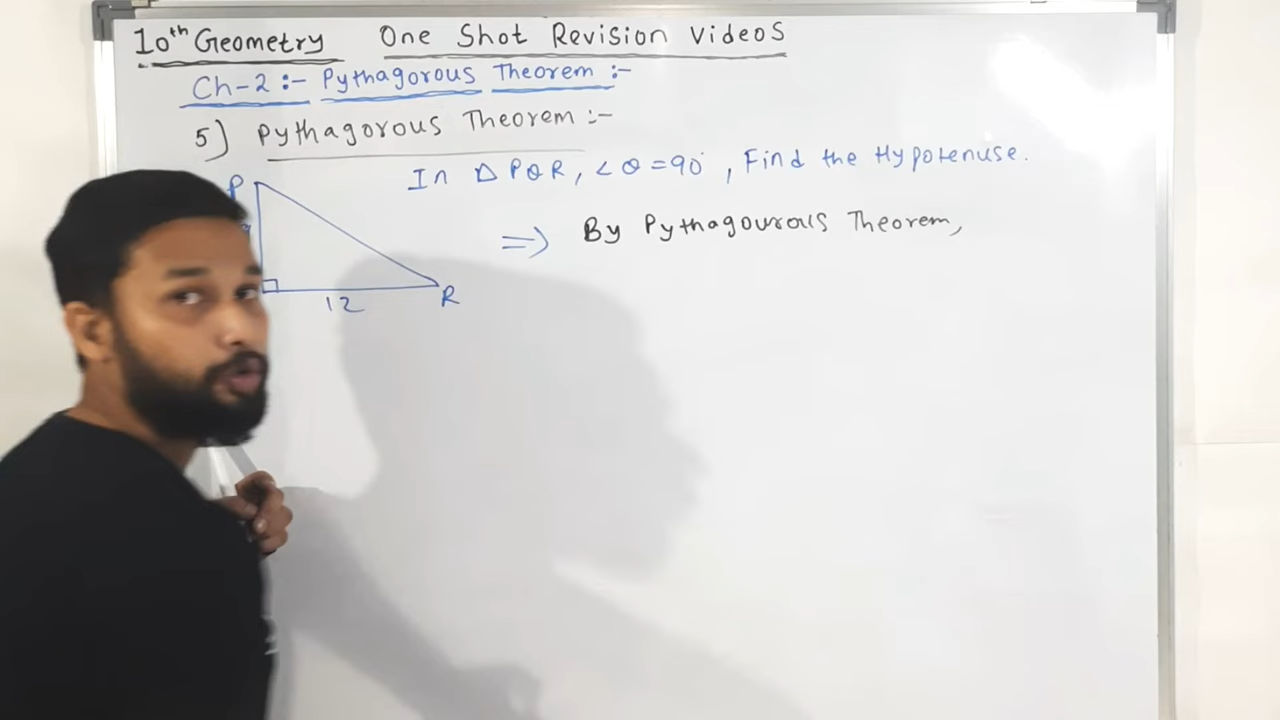 10th Geometry One Shot Revision Videos
Ch-2 :- Pythagorous Theorem :-
5) Pythagorous Theorem :-
In △ PQR, ∠Q = 90°, Find the Hypotenuse.
P
⇒ By Pythagourous Theorem,
12
R